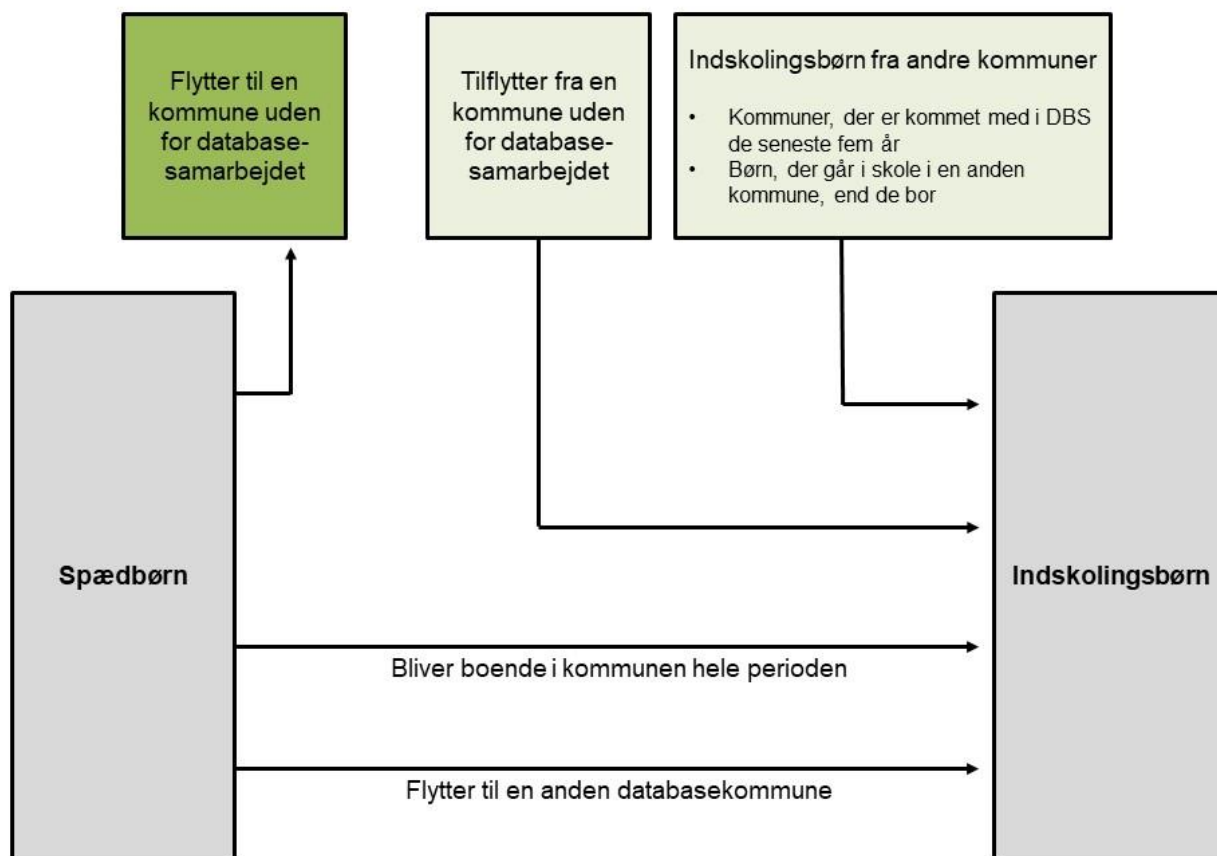 Flytter til en
kommune uden
for database-
samarbejdet
Tilflytter fra en
kommune uden
for database-
samarbejdet
Indskolingsbørn fra andre kommuner
• Kommuner, der er kommet med i DBS
de seneste fem år
• Børn, der går i skole i en anden
kommune, end de bor
Spædbørn
Indskolingsbørn
Bliver boende i kommunen hele perioden
Flytter til en anden databasekommune